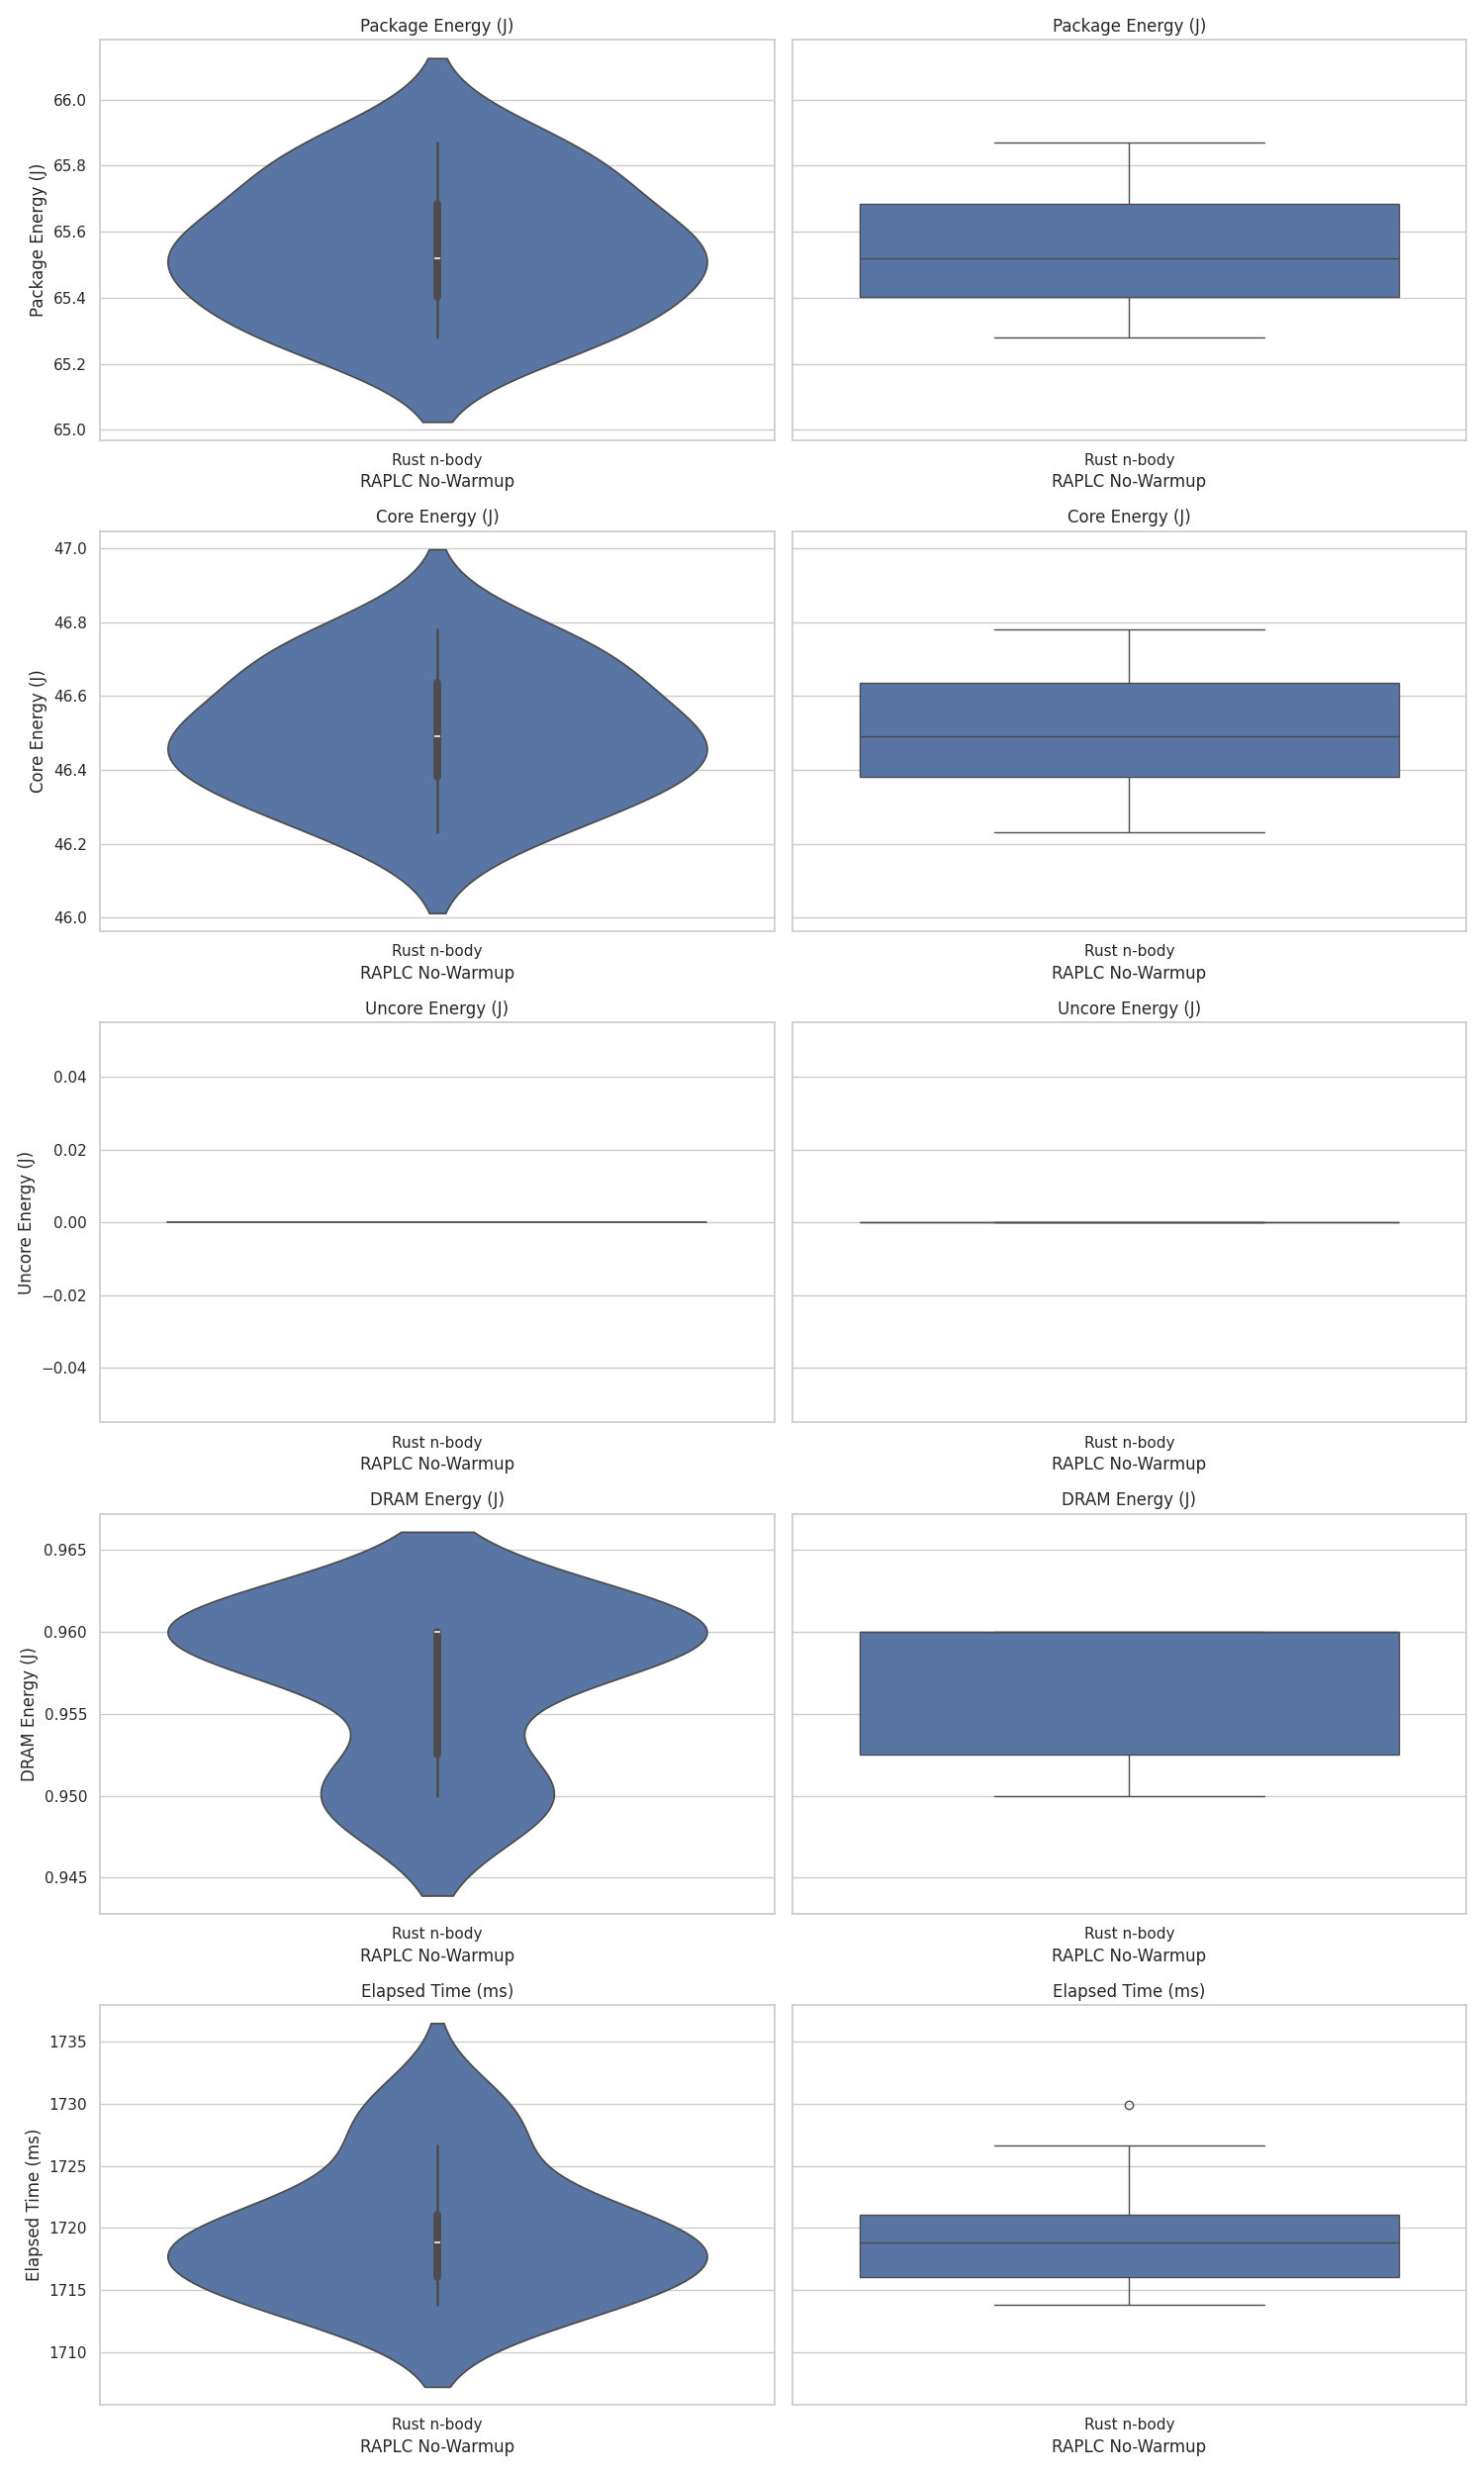 Package Energy (J)
Package Energy (J)
Package Energy (J)
66.0
65.8
65.6
65.4
65.2
65.0
Rust n-body
RAPLC No-Warmup
Rust n-body
RAPLC No-Warmup
Core Energy (J)
Core Energy (J)
Core Energy (J)
47.0
46.8
46.6
46.4
46.2
46.0
Rust n-body
RAPLC No-Warmup
Rust n-body
RAPLC No-Warmup
Uncore Energy (J)
Uncore Energy (J)
Uncore Energy (J)
0.04
0.02
0.00
−0.02
−0.04
Rust n-body
RAPLC No-Warmup
Rust n-body
RAPLC No-Warmup
DRAM Energy (J)
DRAM Energy (J)
DRAM Energy (J)
0.965
0.960
0.955
0.950
0.945
Rust n-body
RAPLC No-Warmup
Rust n-body
RAPLC No-Warmup
Elapsed Time (ms)
Elapsed Time (ms)
Elapsed Time (ms)
1735
1730
1725
1720
1715
1710
Rust n-body
RAPLC No-Warmup
Rust n-body
RAPLC No-Warmup